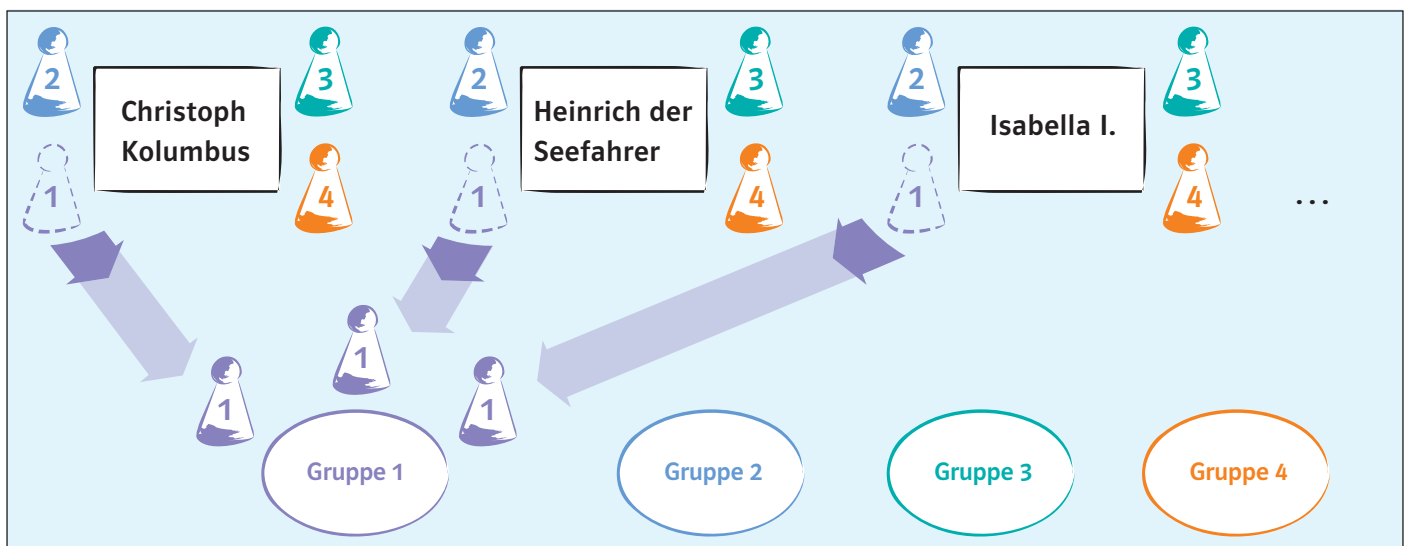 2 3 2 3 2 3
Christoph
Kolumbus
Heinrich der
Seefahrer
Isabella I.
1 4 1 4 1 4 ...
1
1 1
Gruppe 1 Gruppe 2 Gruppe 3 Gruppe 4